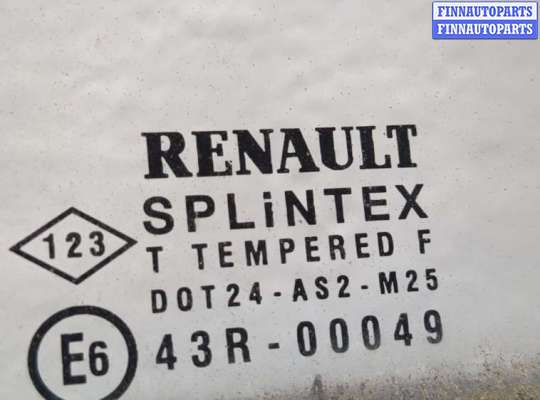 FINNAUTOPARTS
FINNAUTOPARTS
RENAULT
SPLiNTEX
123
T TEMPERED F
DOT24-AS2-M25
E6
43R-00049